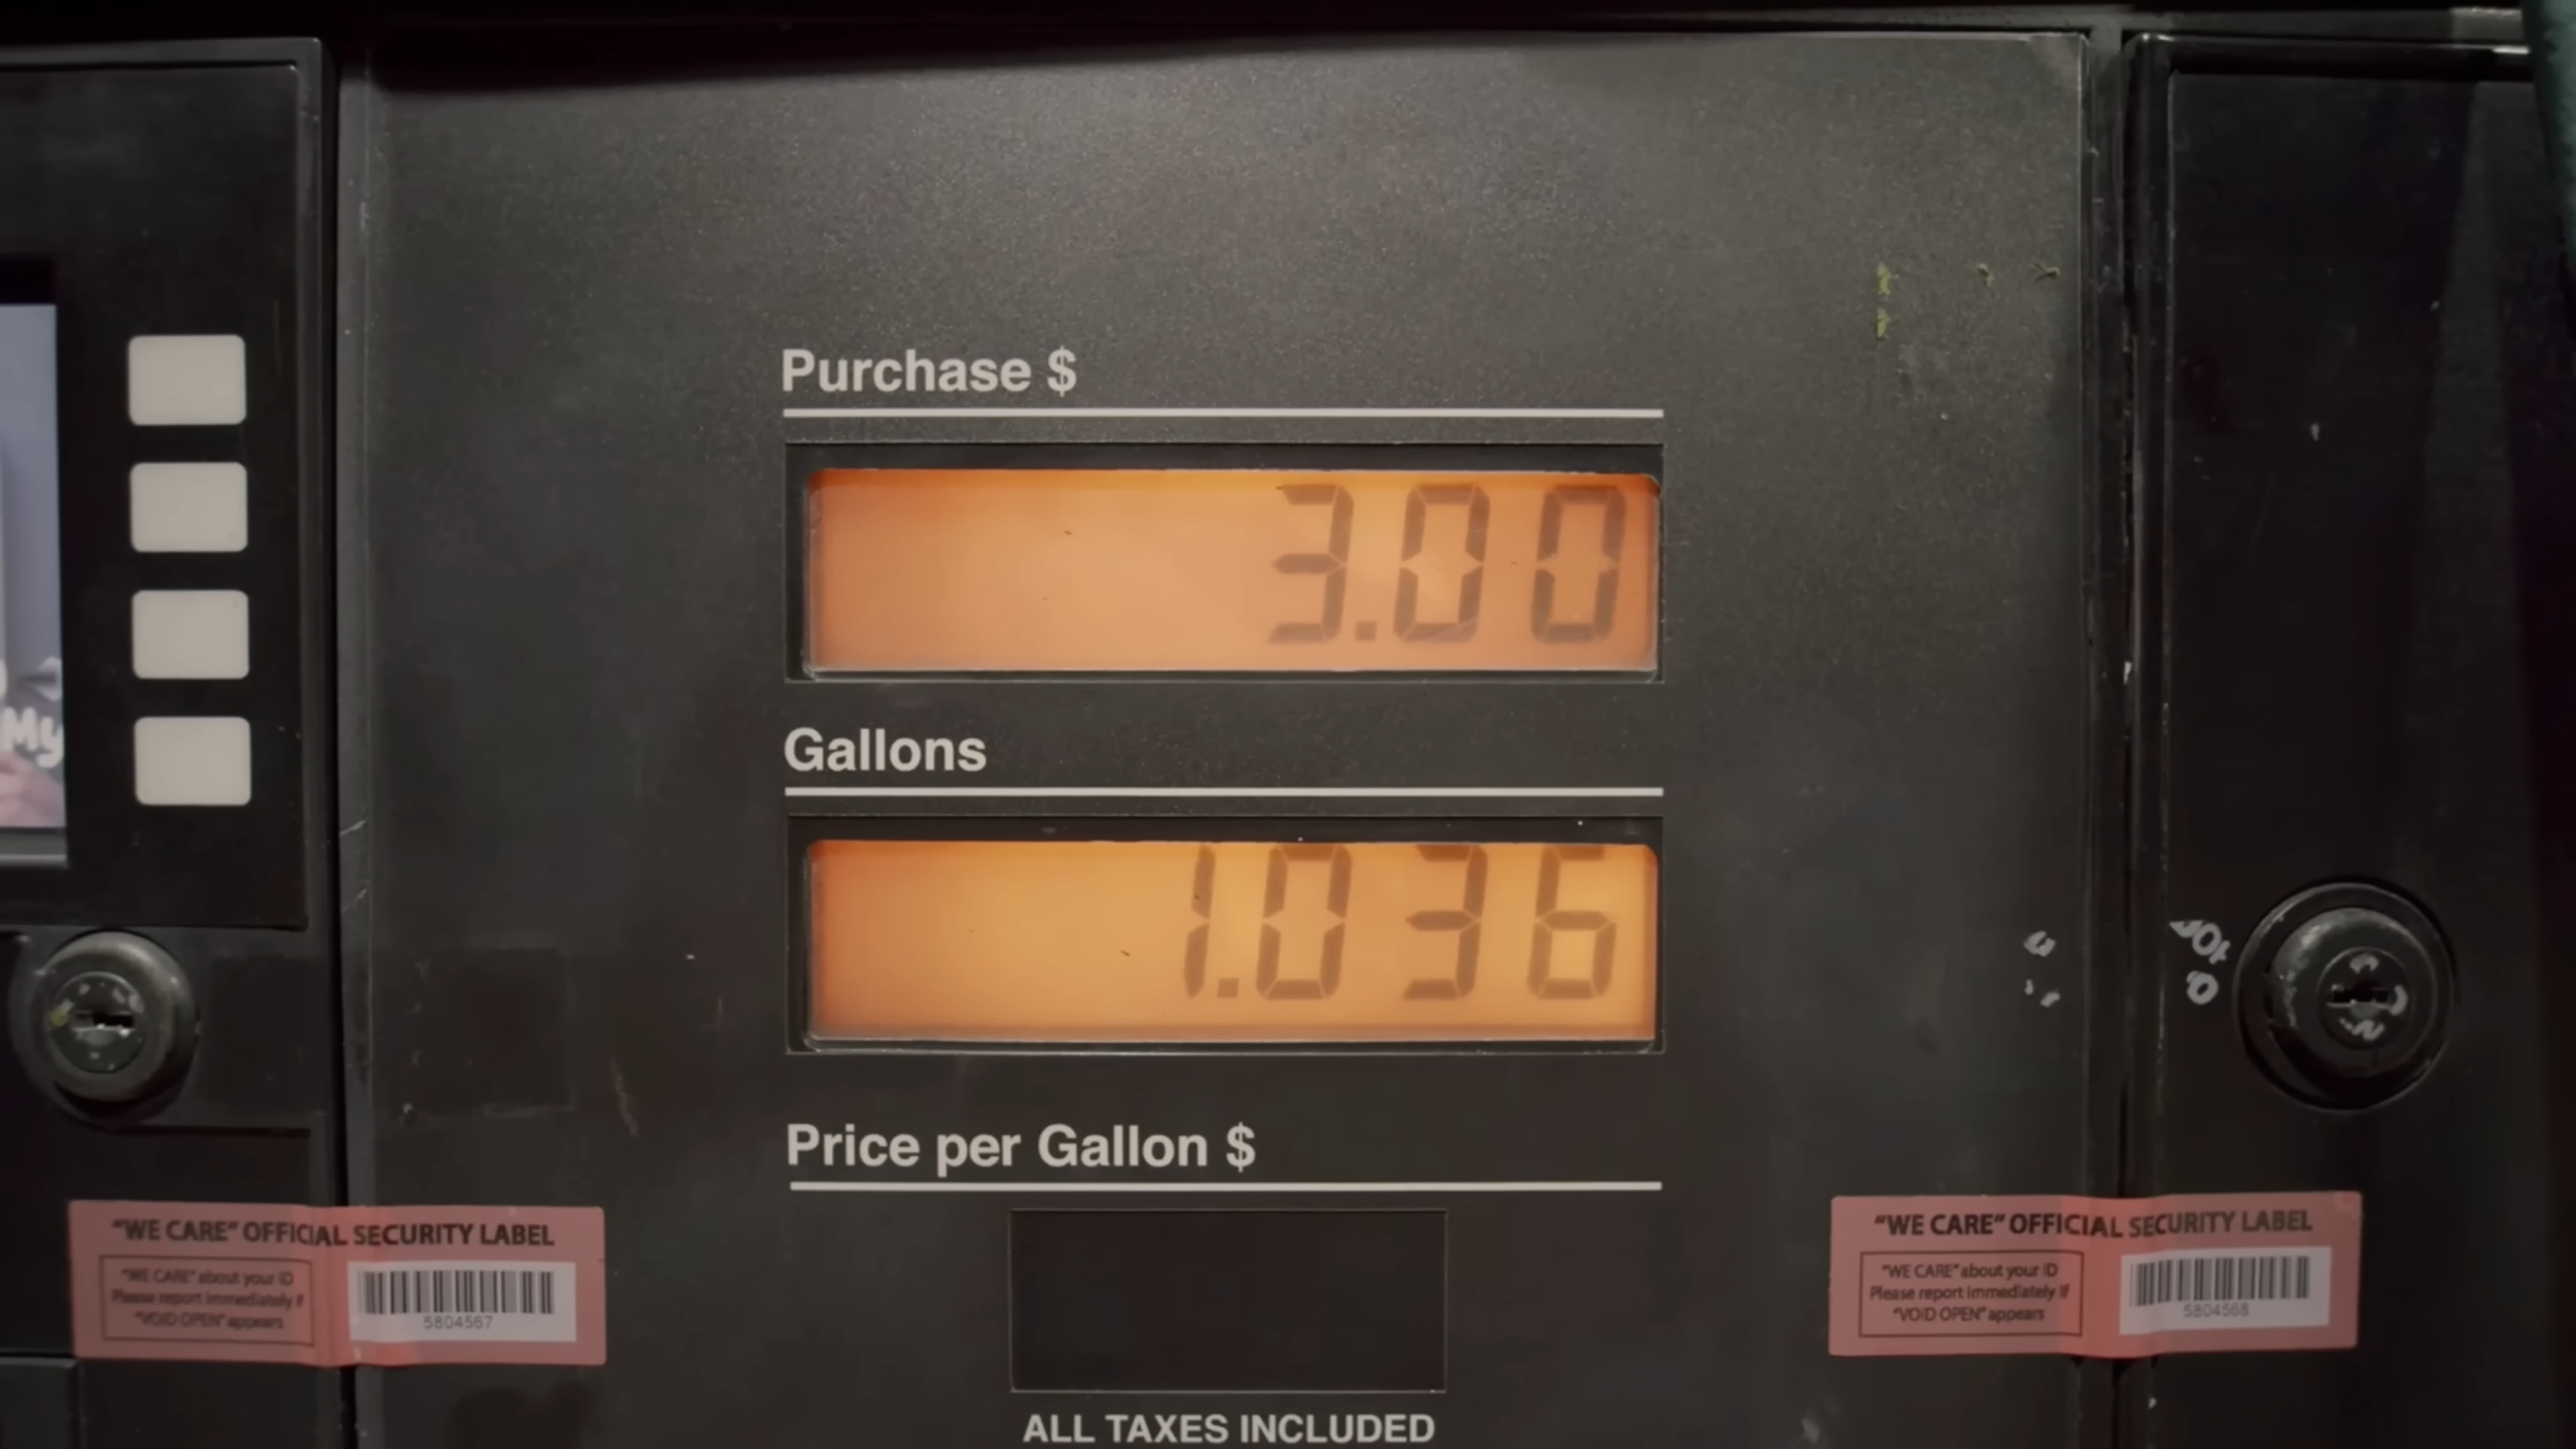 My
Purchase $
3.00
Gallons
1.036
Price per Gallon $
ALL TAXES INCLUDED
"WE CARE" OFFICIAL SECURITY LABEL
"WE CARE" about your ID
Please report immediately if
"VOID OPEN" appears
5804567
"WE CARE" OFFICIAL SECURITY LABEL
"WE CARE" about your ID
Please report immediately if
"VOID OPEN" appears
5804568